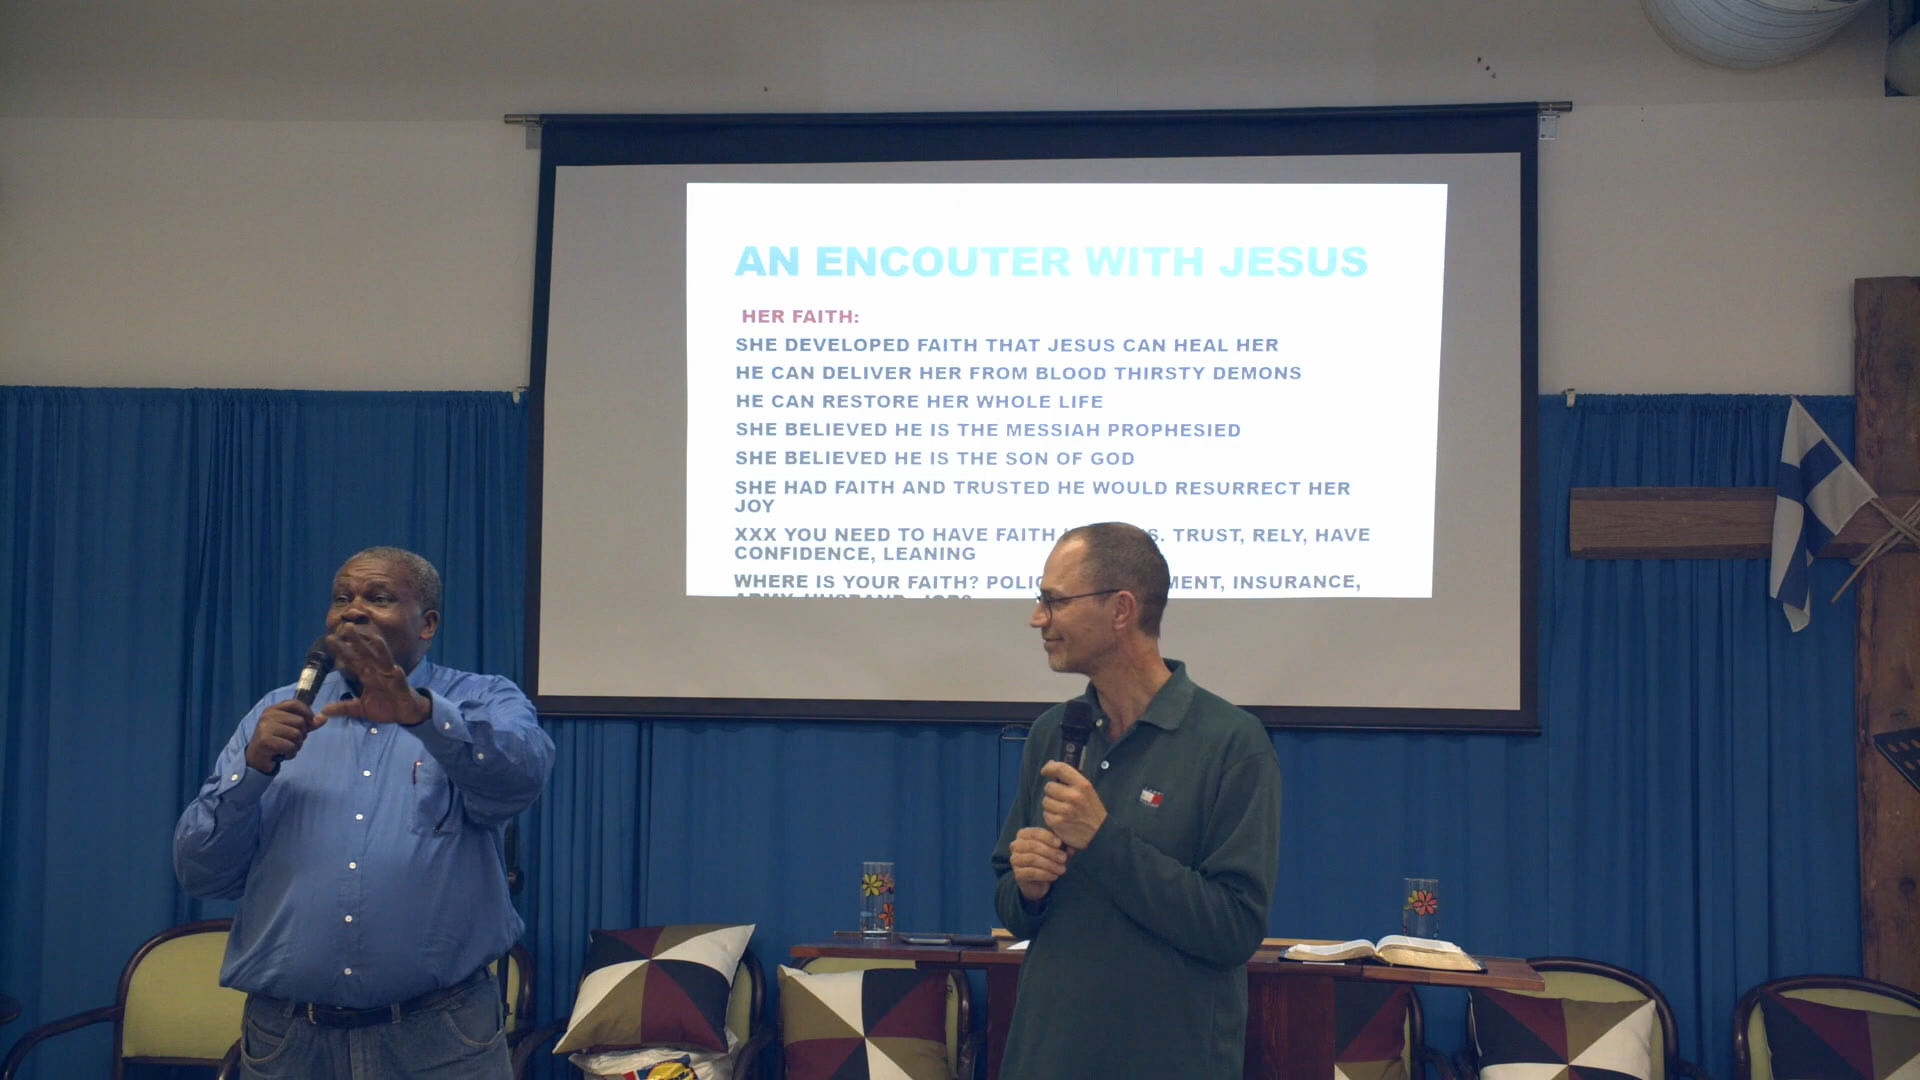 AN ENCOUTER WITH JESUS
HER FAITH:
SHE DEVELOPED FAITH THAT JESUS CAN HEAL HER
HE CAN DELIVER HER FROM BLOOD THIRSTY DEMONS
HE CAN RESTORE HER WHOLE LIFE
SHE BELIEVED HE IS THE MESSIAH PROPHESIED
SHE BELIEVED HE IS THE SON OF GOD
SHE HAD FAITH AND TRUSTED HE WOULD RESURRECT HER
JOY
XXX YOU NEED TO HAVE FAITH TRUST, RELY, HAVE
CONFIDENCE, LEANING
WHERE IS YOUR FAITH? INSURANCE,
ARMY, HUSBAND, JOB?